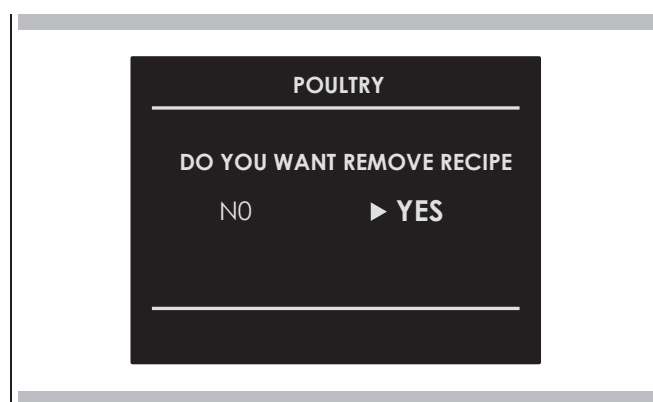 POULTRY
DO YOU WANT REMOVE RECIPE
N0 ▶ YES